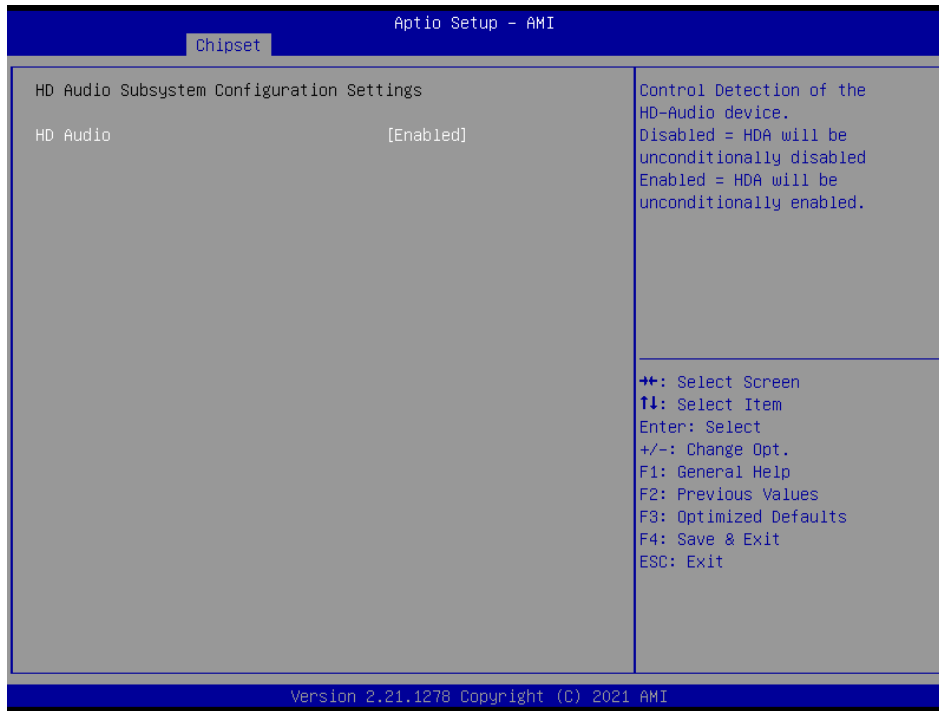 Aptio Setup – AMI
Chipset
HD Audio Subsystem Configuration Settings
HD Audio [Enabled]
Control Detection of the
HD-Audio device.
Disabled = HDA will be
unconditionally disabled
Enabled = HDA will be
unconditionally enabled.
→←: Select Screen
↑↓: Select Item
Enter: Select
+/-: Change Opt.
F1: General Help
F2: Previous Values
F3: Optimized Defaults
F4: Save & Exit
ESC: Exit
Version 2.21.1278 Copyright (C) 2021 AMI